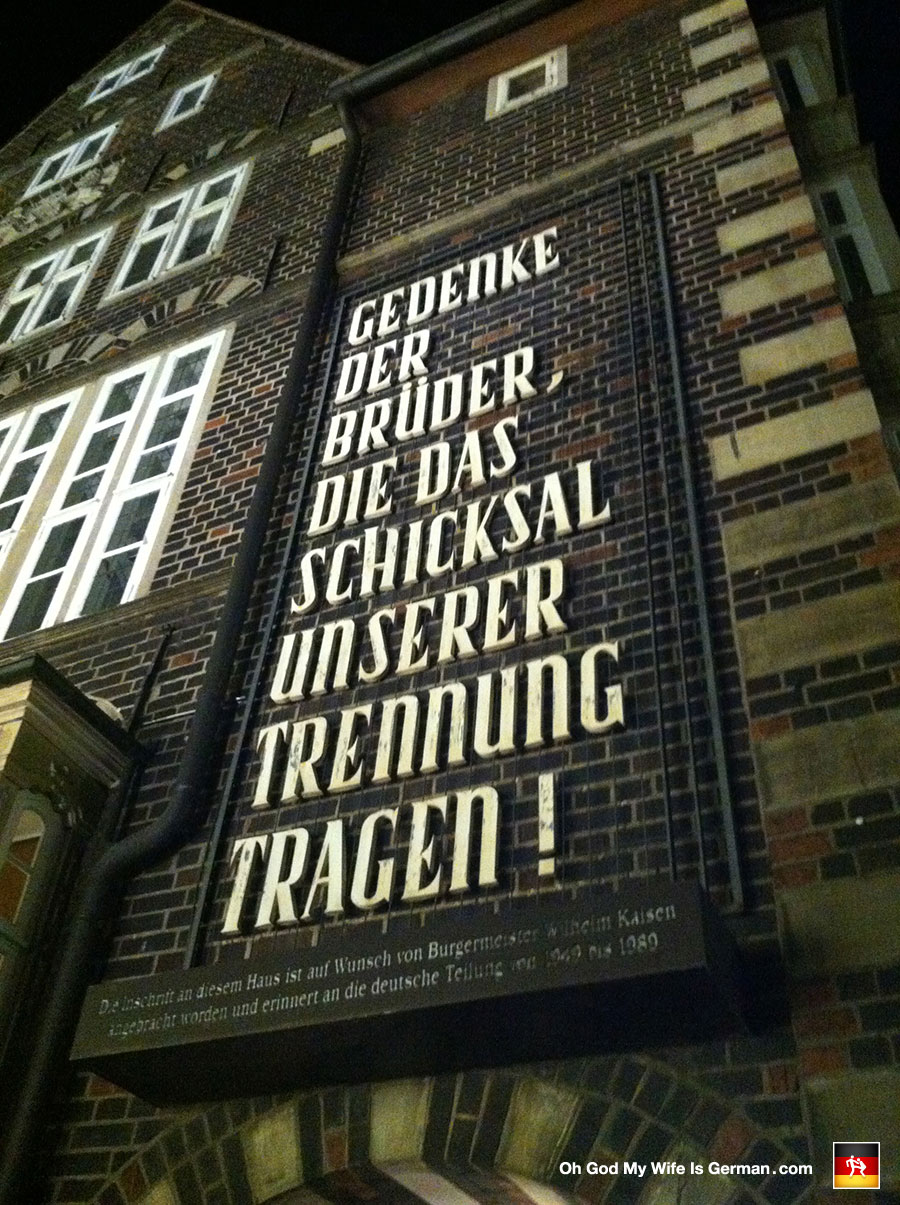 GEDENKE
DER
BRÜDER,
DIE DAS
SCHICKSAL
UNSERER
TRENNUNG
TRAGEN!
Die Inschrift an diesem Haus ist auf Wunsch von Bürgermeister Wilhelm Kaisen
angebracht worden und erinnert an die deutsche Teilung von 1949 bis 1989
Oh God My Wife Is German.com